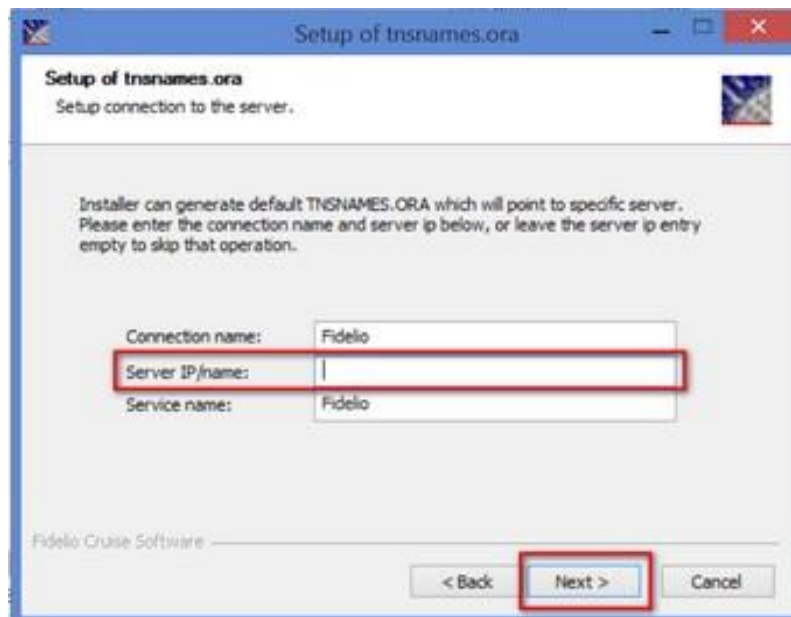 Setup of tnsnames.ora
Setup of tnsnames.ora
Setup connection to the server.
Installer can generate default TNSNAMES.ORA which will point to specific server.
Please enter the connection name and server ip below, or leave the server ip entry
empty to skip that operation.
Connection name: Fidelio
Server IP/name:
Service name: Fidelio
Fidelio Cruise Software
< Back Next > Cancel